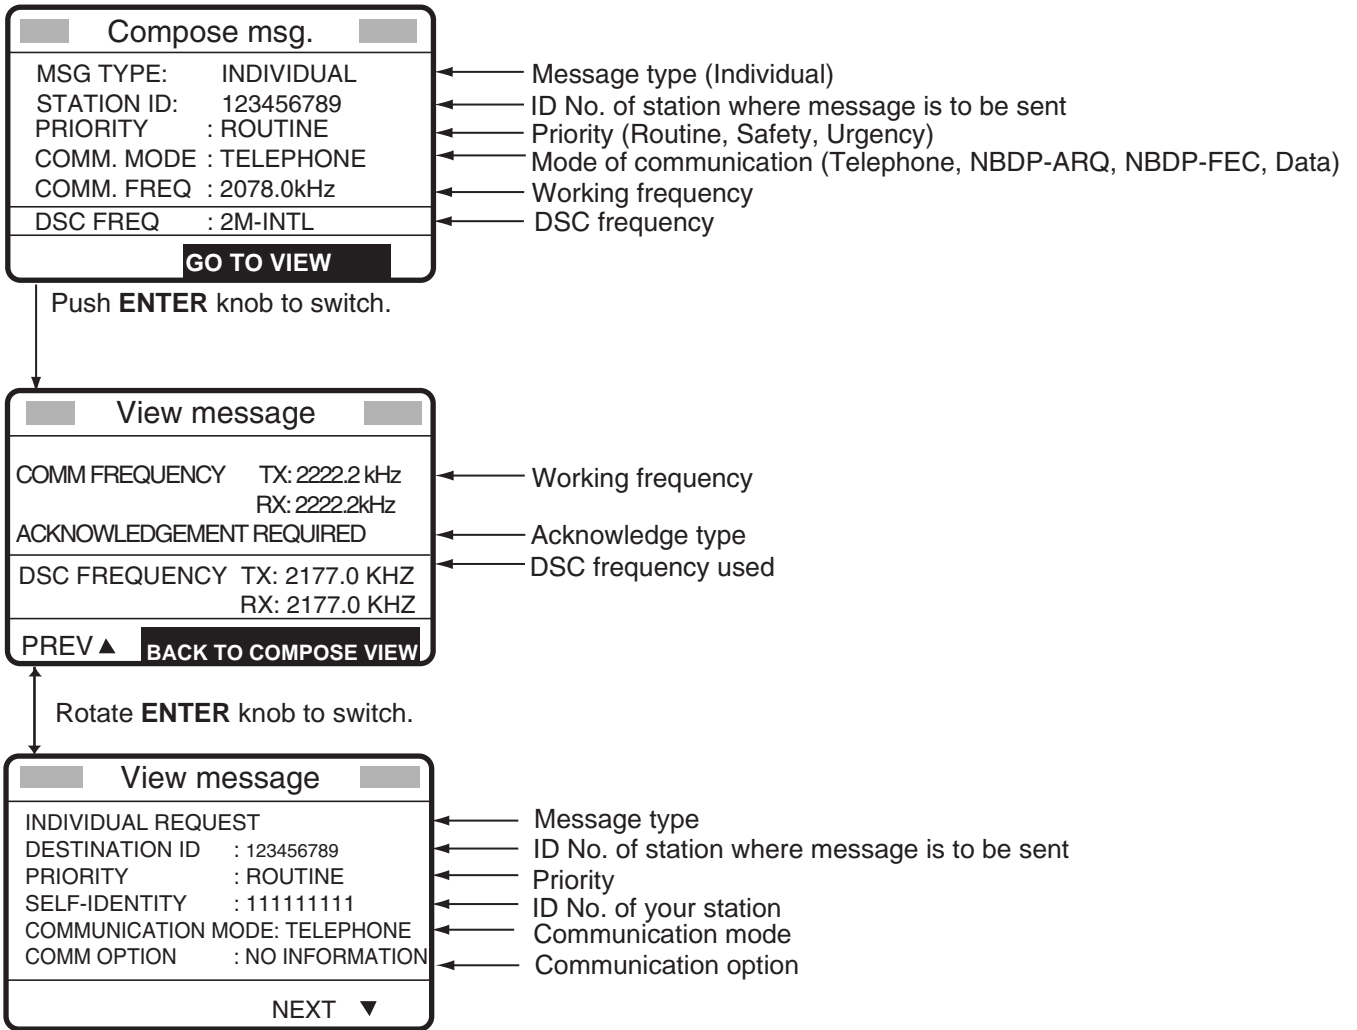 Compose msg.
MSG TYPE: INDIVIDUAL
Message type (Individual)
STATION ID: 123456789
ID No. of station where message is to be sent
PRIORITY : ROUTINE
Priority (Routine, Safety, Urgency)
COMM. MODE : TELEPHONE
Mode of communication (Telephone, NBDP-ARQ, NBDP-FEC, Data)
COMM. FREQ : 2078.0kHz
Working frequency
DSC FREQ : 2M-INTL
DSC frequency
GO TO VIEW
Push ENTER knob to switch.
View message
COMM FREQUENCY TX: 2222.2 kHz
Working frequency
RX: 2222.2kHz
ACKNOWLEDGEMENT REQUIRED
Acknowledge type
DSC FREQUENCY TX: 2177.0 KHZ
DSC frequency used
RX: 2177.0 KHZ
PREV▲ BACK TO COMPOSE VIEW
Rotate ENTER knob to switch.
View message
INDIVIDUAL REQUEST
Message type
DESTINATION ID : 123456789
ID No. of station where message is to be sent
PRIORITY : ROUTINE
Priority
SELF-IDENTITY : 111111111
ID No. of your station
COMMUNICATION MODE: TELEPHONE
Communication mode
COMM OPTION : NO INFORMATION
Communication option
NEXT ▼